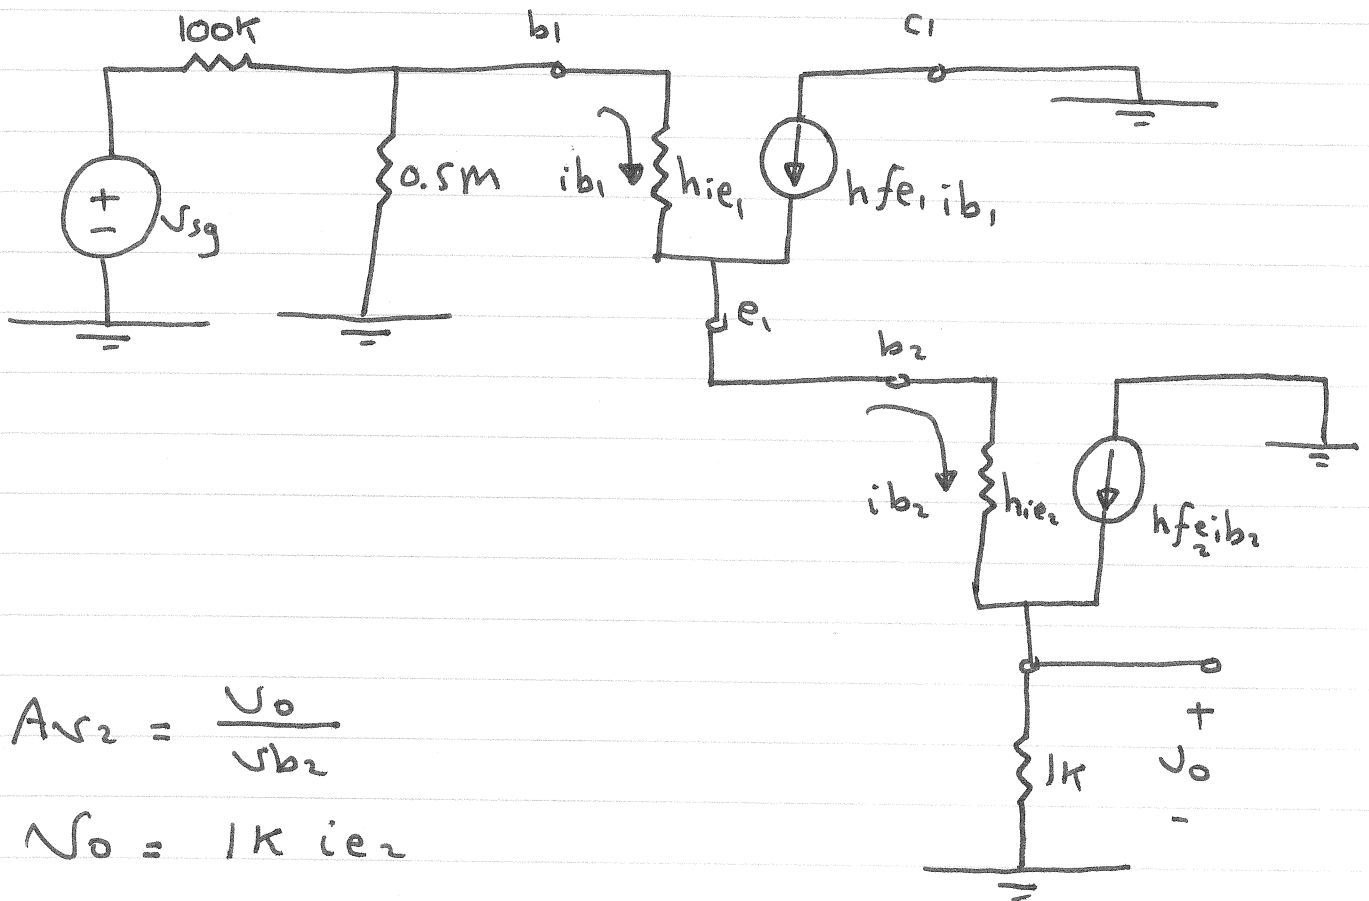 100K
b1
c1
+
−
vsg
0.5M
ib1
hie1
hfe1 ib1
e1
b2
ib2
hie2
hfe2 ib2
Av2 = vo / vb2
+
vo
-
1K
vo = 1K ie2